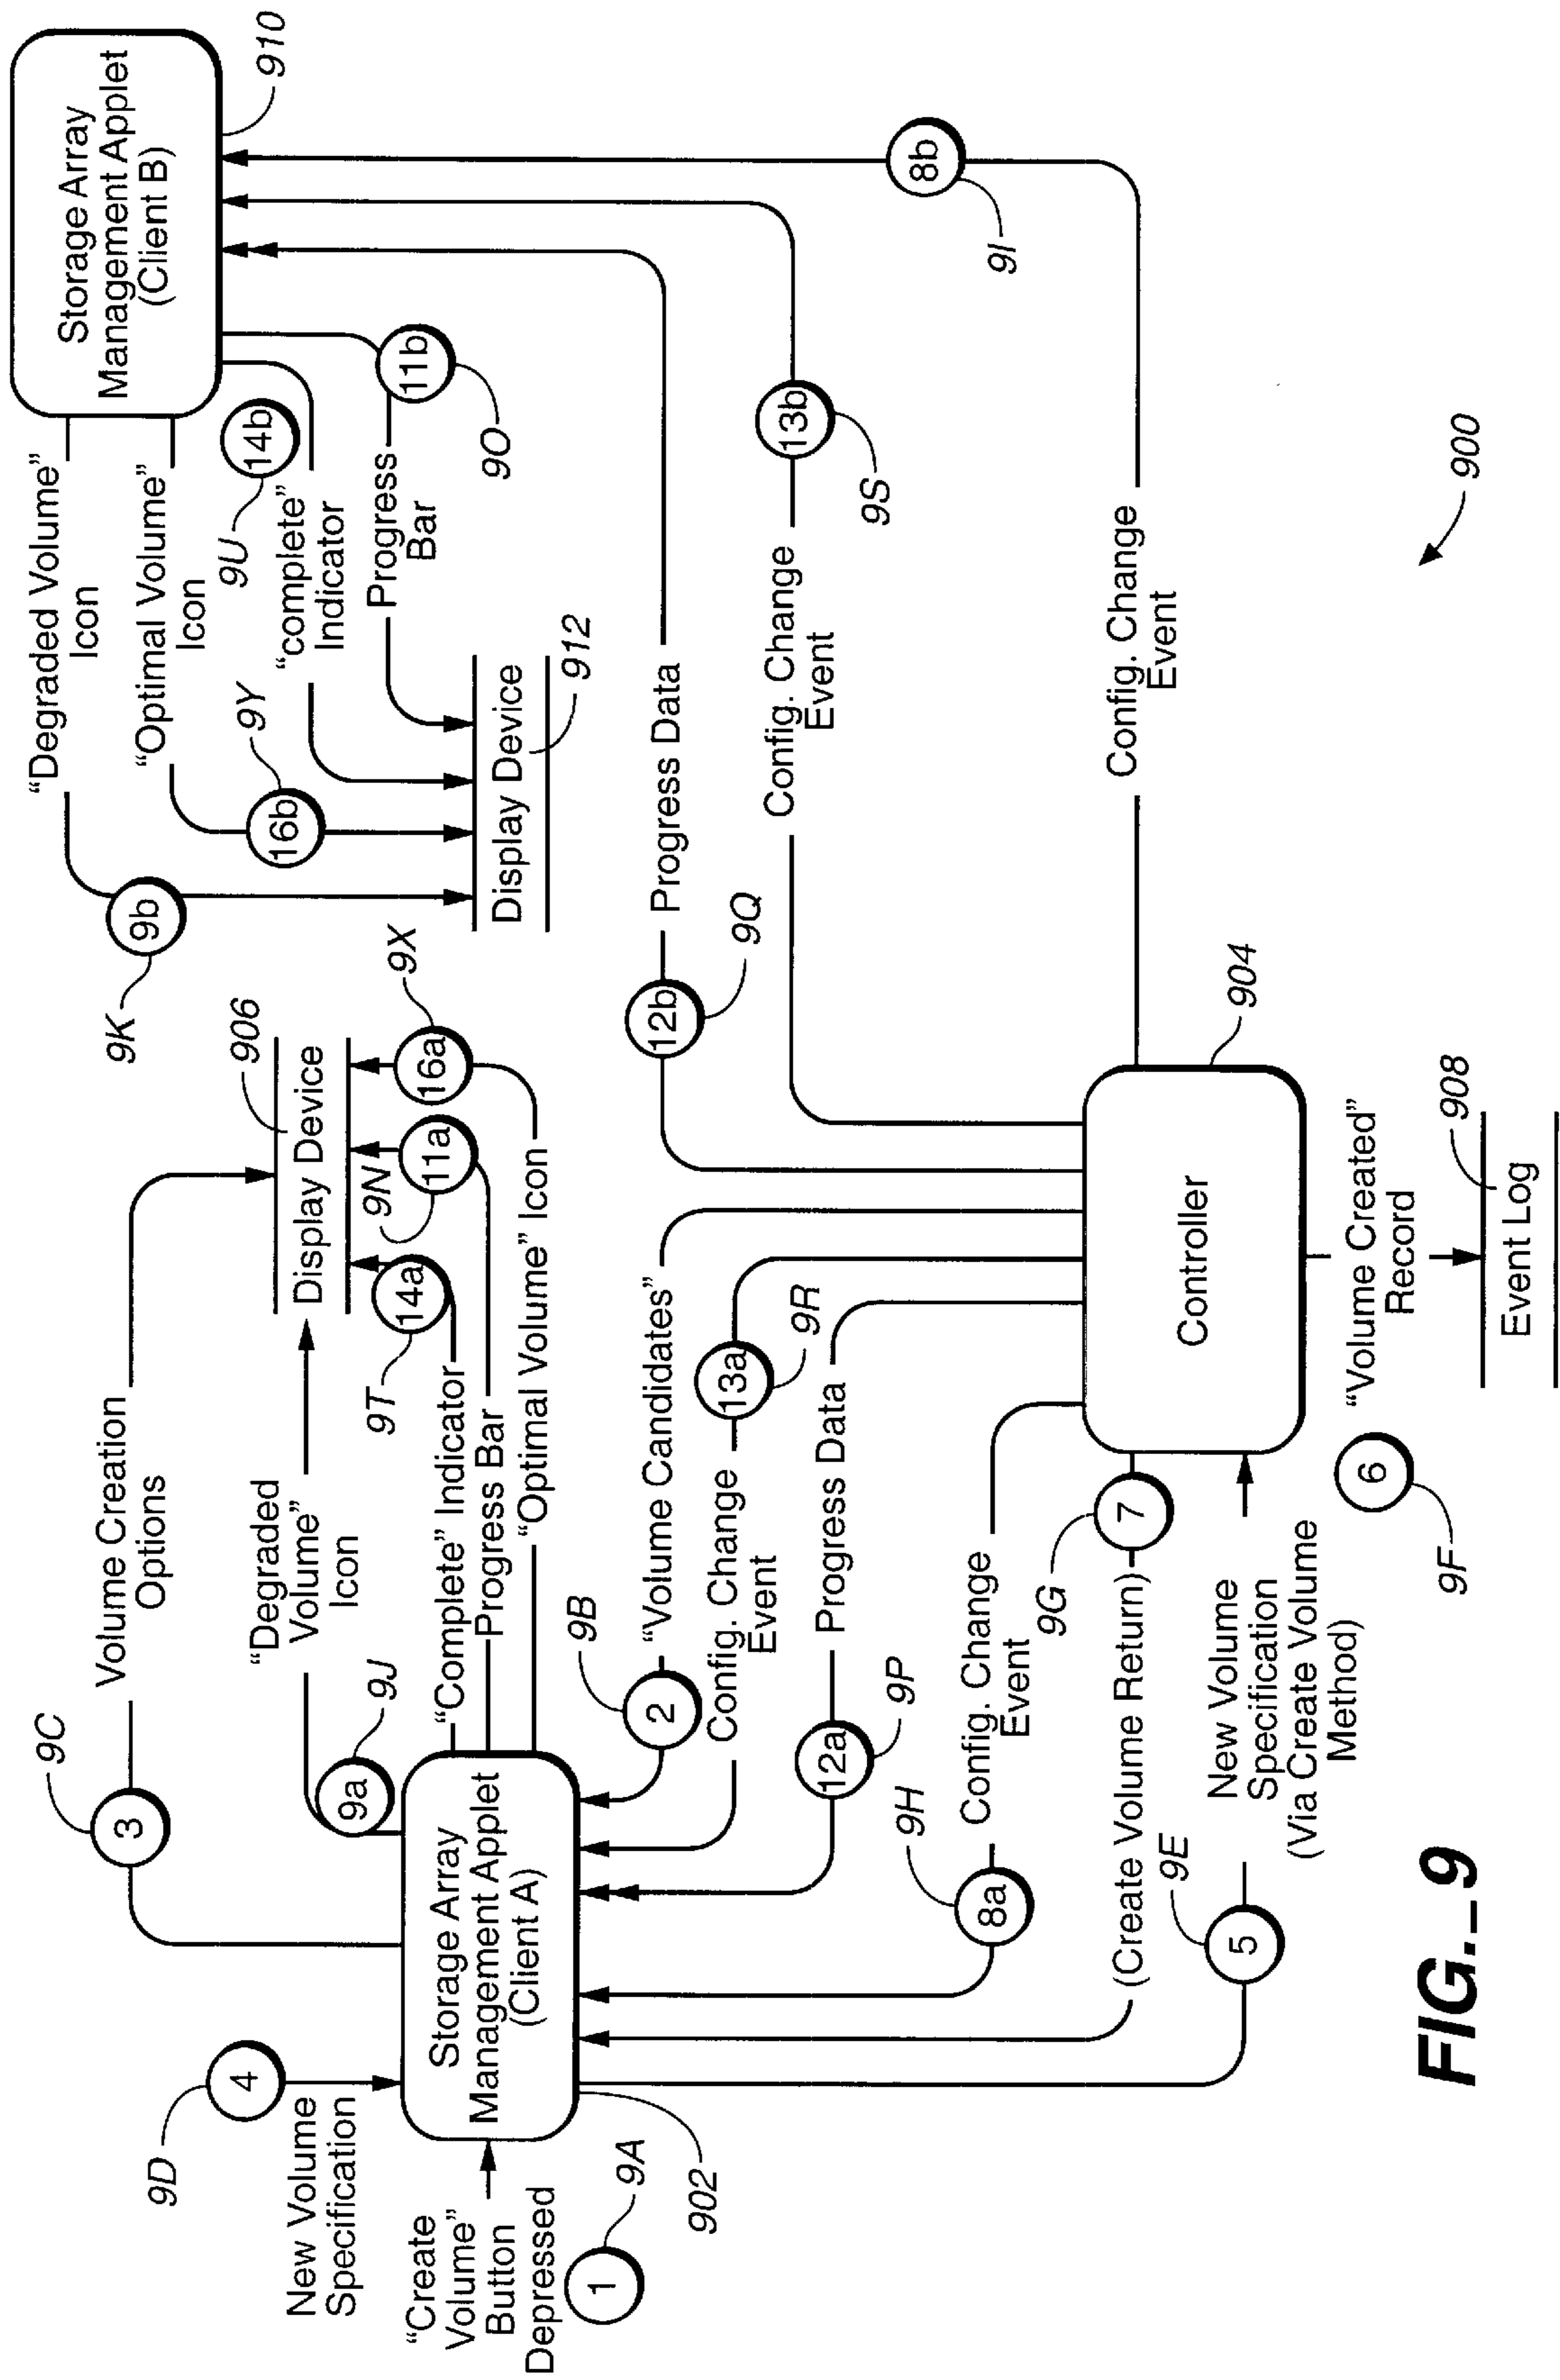 9C
3
Volume Creation
Options
9D
4
New Volume
Specification
“Degraded
Volume”
Icon
9J
9a
906
Display Device
9N
9X
16a
11a
14a
9T
“Complete” Indicator
Progress Bar
“Optimal Volume” Icon
Storage Array
Management Applet
(Client A)
902
“Create
Volume”
Button
Depressed
1
9A
9K
9b
“Degraded Volume”
Icon
“Optimal Volume”
Icon
9Y
16b
9U
14b
“complete”
Indicator
Progress
Bar
11b
9O
Display Device
912
Storage Array
Management Applet
(Client B)
910
9B
2
“Volume Candidates”
Config. Change
Event
13a
9R
12a
9P
Progress Data
12b
9Q
Progress Data
Config. Change
Event
13b
9S
8b
9I
Config. Change
Event
9H
8a
Config. Change
Event
9G
7
(Create Volume Return)
9E
5
New Volume
Specification
(Via Create Volume
Method)
Controller
904
6
9F
“Volume Created”
Record
908
Event Log
900
FIG._9